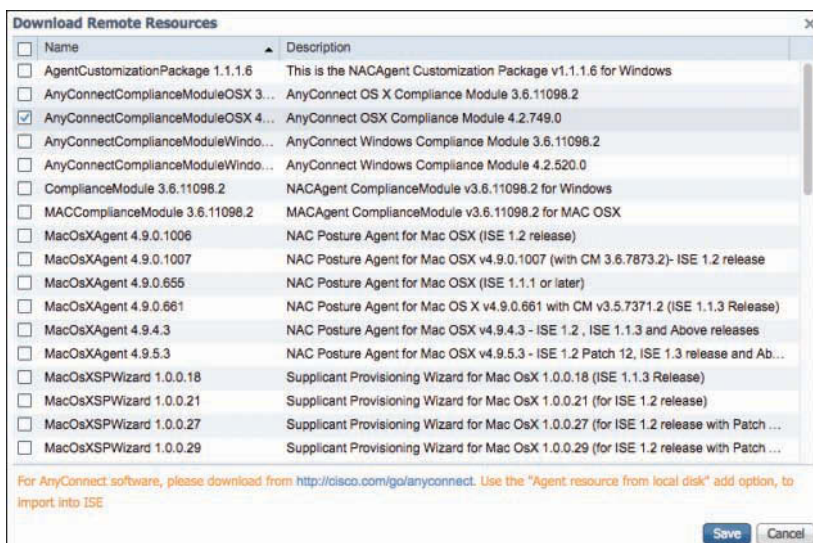 Download Remote Resources
Name Description
AgentCustomizationPackage 1.1.1.6 This is the NACAgent Customization Package v1.1.1.6 for Windows
AnyConnectComplianceModuleOSX 3... AnyConnect OS X Compliance Module 3.6.11098.2
AnyConnectComplianceModuleOSX 4... AnyConnect OSX Compliance Module 4.2.749.0
AnyConnectComplianceModuleWindo... AnyConnect Windows Compliance Module 3.6.11098.2
AnyConnectComplianceModuleWindo... AnyConnect Windows Compliance Module 4.2.520.0
ComplianceModule 3.6.11098.2 NACAgent ComplianceModule v3.6.11098.2 for Windows
MACComplianceModule 3.6.11098.2 MACAgent ComplianceModule v3.6.11098.2 for MAC OSX
MacOsXAgent 4.9.0.1006 NAC Posture Agent for Mac OSX (ISE 1.2 release)
MacOsXAgent 4.9.0.1007 NAC Posture Agent for Mac OSX v4.9.0.1007 (with CM 3.6.7873.2)- ISE 1.2 release
MacOsXAgent 4.9.0.655 NAC Posture Agent for Mac OSX (ISE 1.1.1 or later)
MacOsXAgent 4.9.0.661 NAC Posture Agent for Mac OS X v4.9.0.661 with CM v3.5.7371.2 (ISE 1.1.3 Release)
MacOsXAgent 4.9.4.3 NAC Posture Agent for Mac OSX v4.9.4.3 - ISE 1.2 , ISE 1.1.3 and Above releases
MacOsXAgent 4.9.5.3 NAC Posture Agent for Mac OSX v4.9.5.3 - ISE 1.2 Patch 12, ISE 1.3 release and Ab...
MacOsXSPWizard 1.0.0.18 Supplicant Provisioning Wizard for Mac OsX 1.0.0.18 (ISE 1.1.3 Release)
MacOsXSPWizard 1.0.0.21 Supplicant Provisioning Wizard for Mac OsX 1.0.0.21 (for ISE 1.2 release)
MacOsXSPWizard 1.0.0.27 Supplicant Provisioning Wizard for Mac OsX 1.0.0.27 (for ISE 1.2 release with Patch ...
MacOsXSPWizard 1.0.0.29 Supplicant Provisioning Wizard for Mac OsX 1.0.0.29 (for ISE 1.2 release with Patch ...
For AnyConnect software, please download from http://cisco.com/go/anyconnect. Use the "Agent resource from local disk" add option, to
import into ISE
Save Cancel